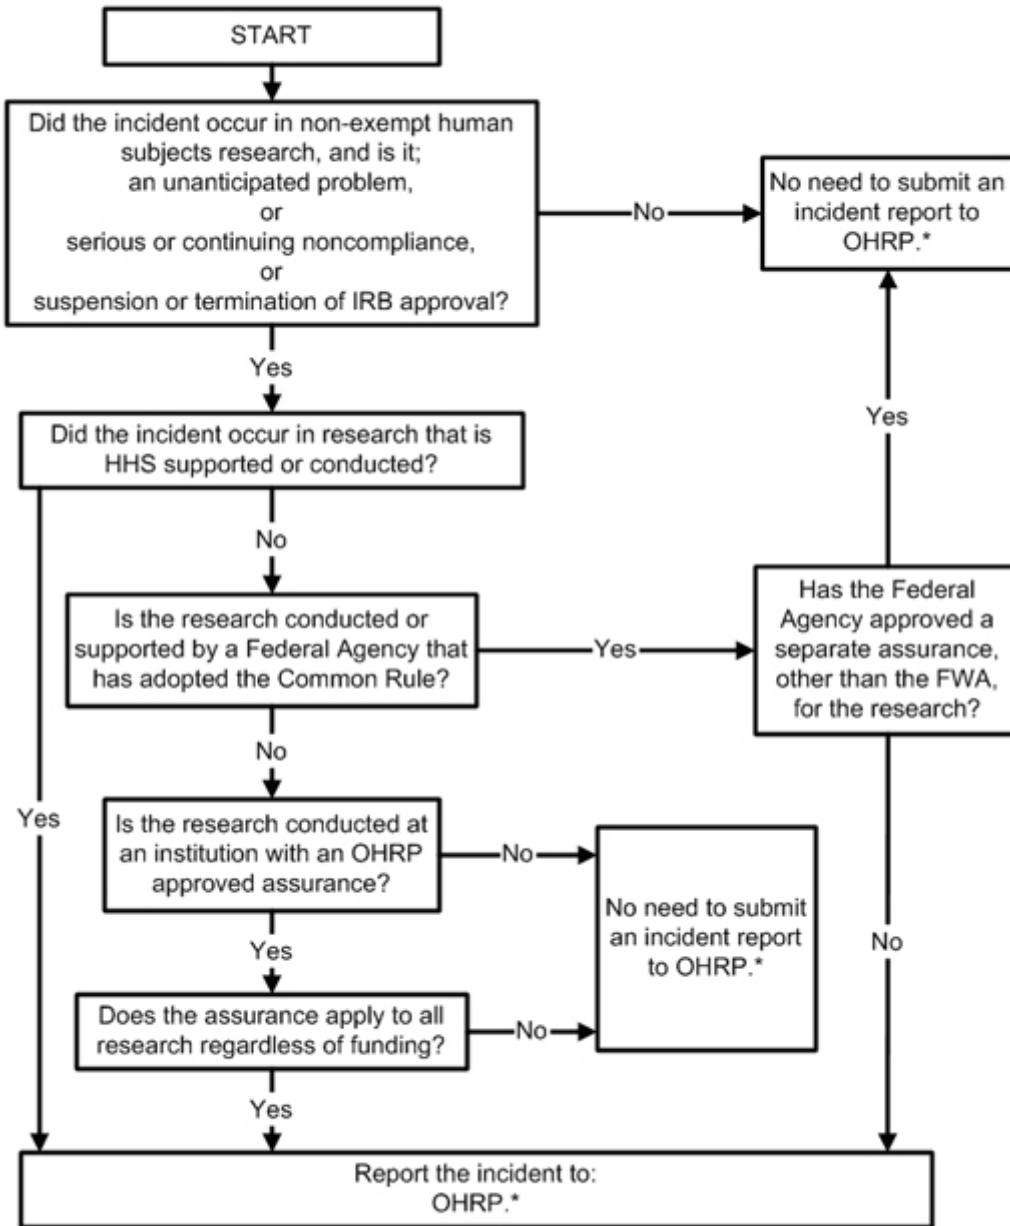 START
Did the incident occur in non-exempt human
subjects research, and is it;
an unanticipated problem,
or
serious or continuing noncompliance,
or
suspension or termination of IRB approval?
No
No need to submit an
incident report to
OHRP.*
Yes
Yes
Did the incident occur in research that is
HHS supported or conducted?
No
Is the research conducted or
supported by a Federal Agency that
has adopted the Common Rule?
Yes
Has the Federal
Agency approved a
separate assurance,
other than the FWA,
for the research?
No
Yes
Is the research conducted at
an institution with an OHRP
approved assurance?
No
No need to submit
an incident report
to OHRP.*
No
Yes
Does the assurance apply to all
research regardless of funding?
No
Yes
Report the incident to:
OHRP.*